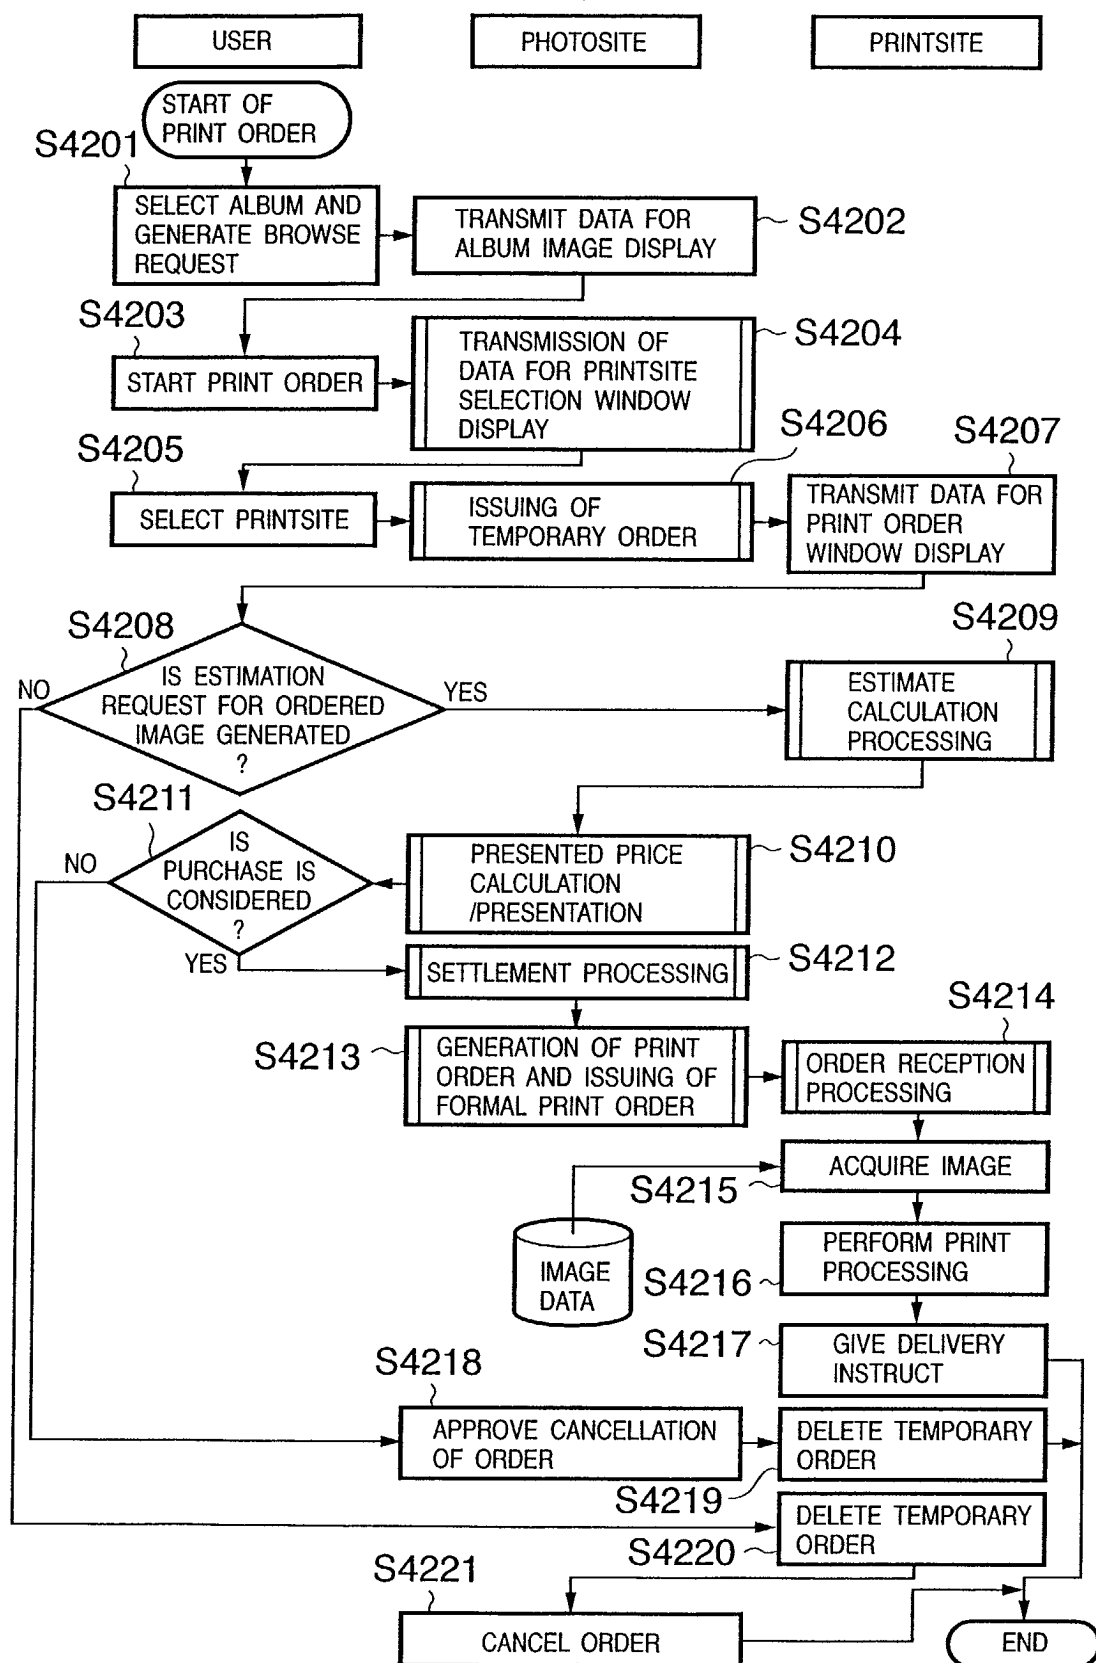 USER
PHOTOSITE
PRINTSITE
START OF
PRINT ORDER
S4201
SELECT ALBUM AND
GENERATE BROWSE
REQUEST
TRANSMIT DATA FOR
ALBUM IMAGE DISPLAY
S4202
S4203
START PRINT ORDER
TRANSMISSION OF
DATA FOR PRINTSITE
SELECTION WINDOW
DISPLAY
S4204
S4205
SELECT PRINTSITE
S4206
ISSUING OF
TEMPORARY ORDER
S4207
TRANSMIT DATA FOR
PRINT ORDER
WINDOW DISPLAY
S4208
IS ESTIMATION
REQUEST FOR ORDERED
IMAGE GENERATED
?
NO
YES
S4209
ESTIMATE
CALCULATION
PROCESSING
S4210
PRESENTED PRICE
CALCULATION
/PRESENTATION
S4211
IS
PURCHASE IS
CONSIDERED
?
NO
YES
SETTLEMENT PROCESSING
S4212
S4213
GENERATION OF PRINT
ORDER AND ISSUING OF
FORMAL PRINT ORDER
S4214
ORDER RECEPTION
PROCESSING
ACQUIRE IMAGE
S4215
IMAGE
DATA
PERFORM PRINT
PROCESSING
S4216
S4217
GIVE DELIVERY
INSTRUCT
S4218
APPROVE CANCELLATION
OF ORDER
DELETE TEMPORARY
ORDER
S4219
DELETE TEMPORARY
ORDER
S4220
S4221
CANCEL ORDER
END